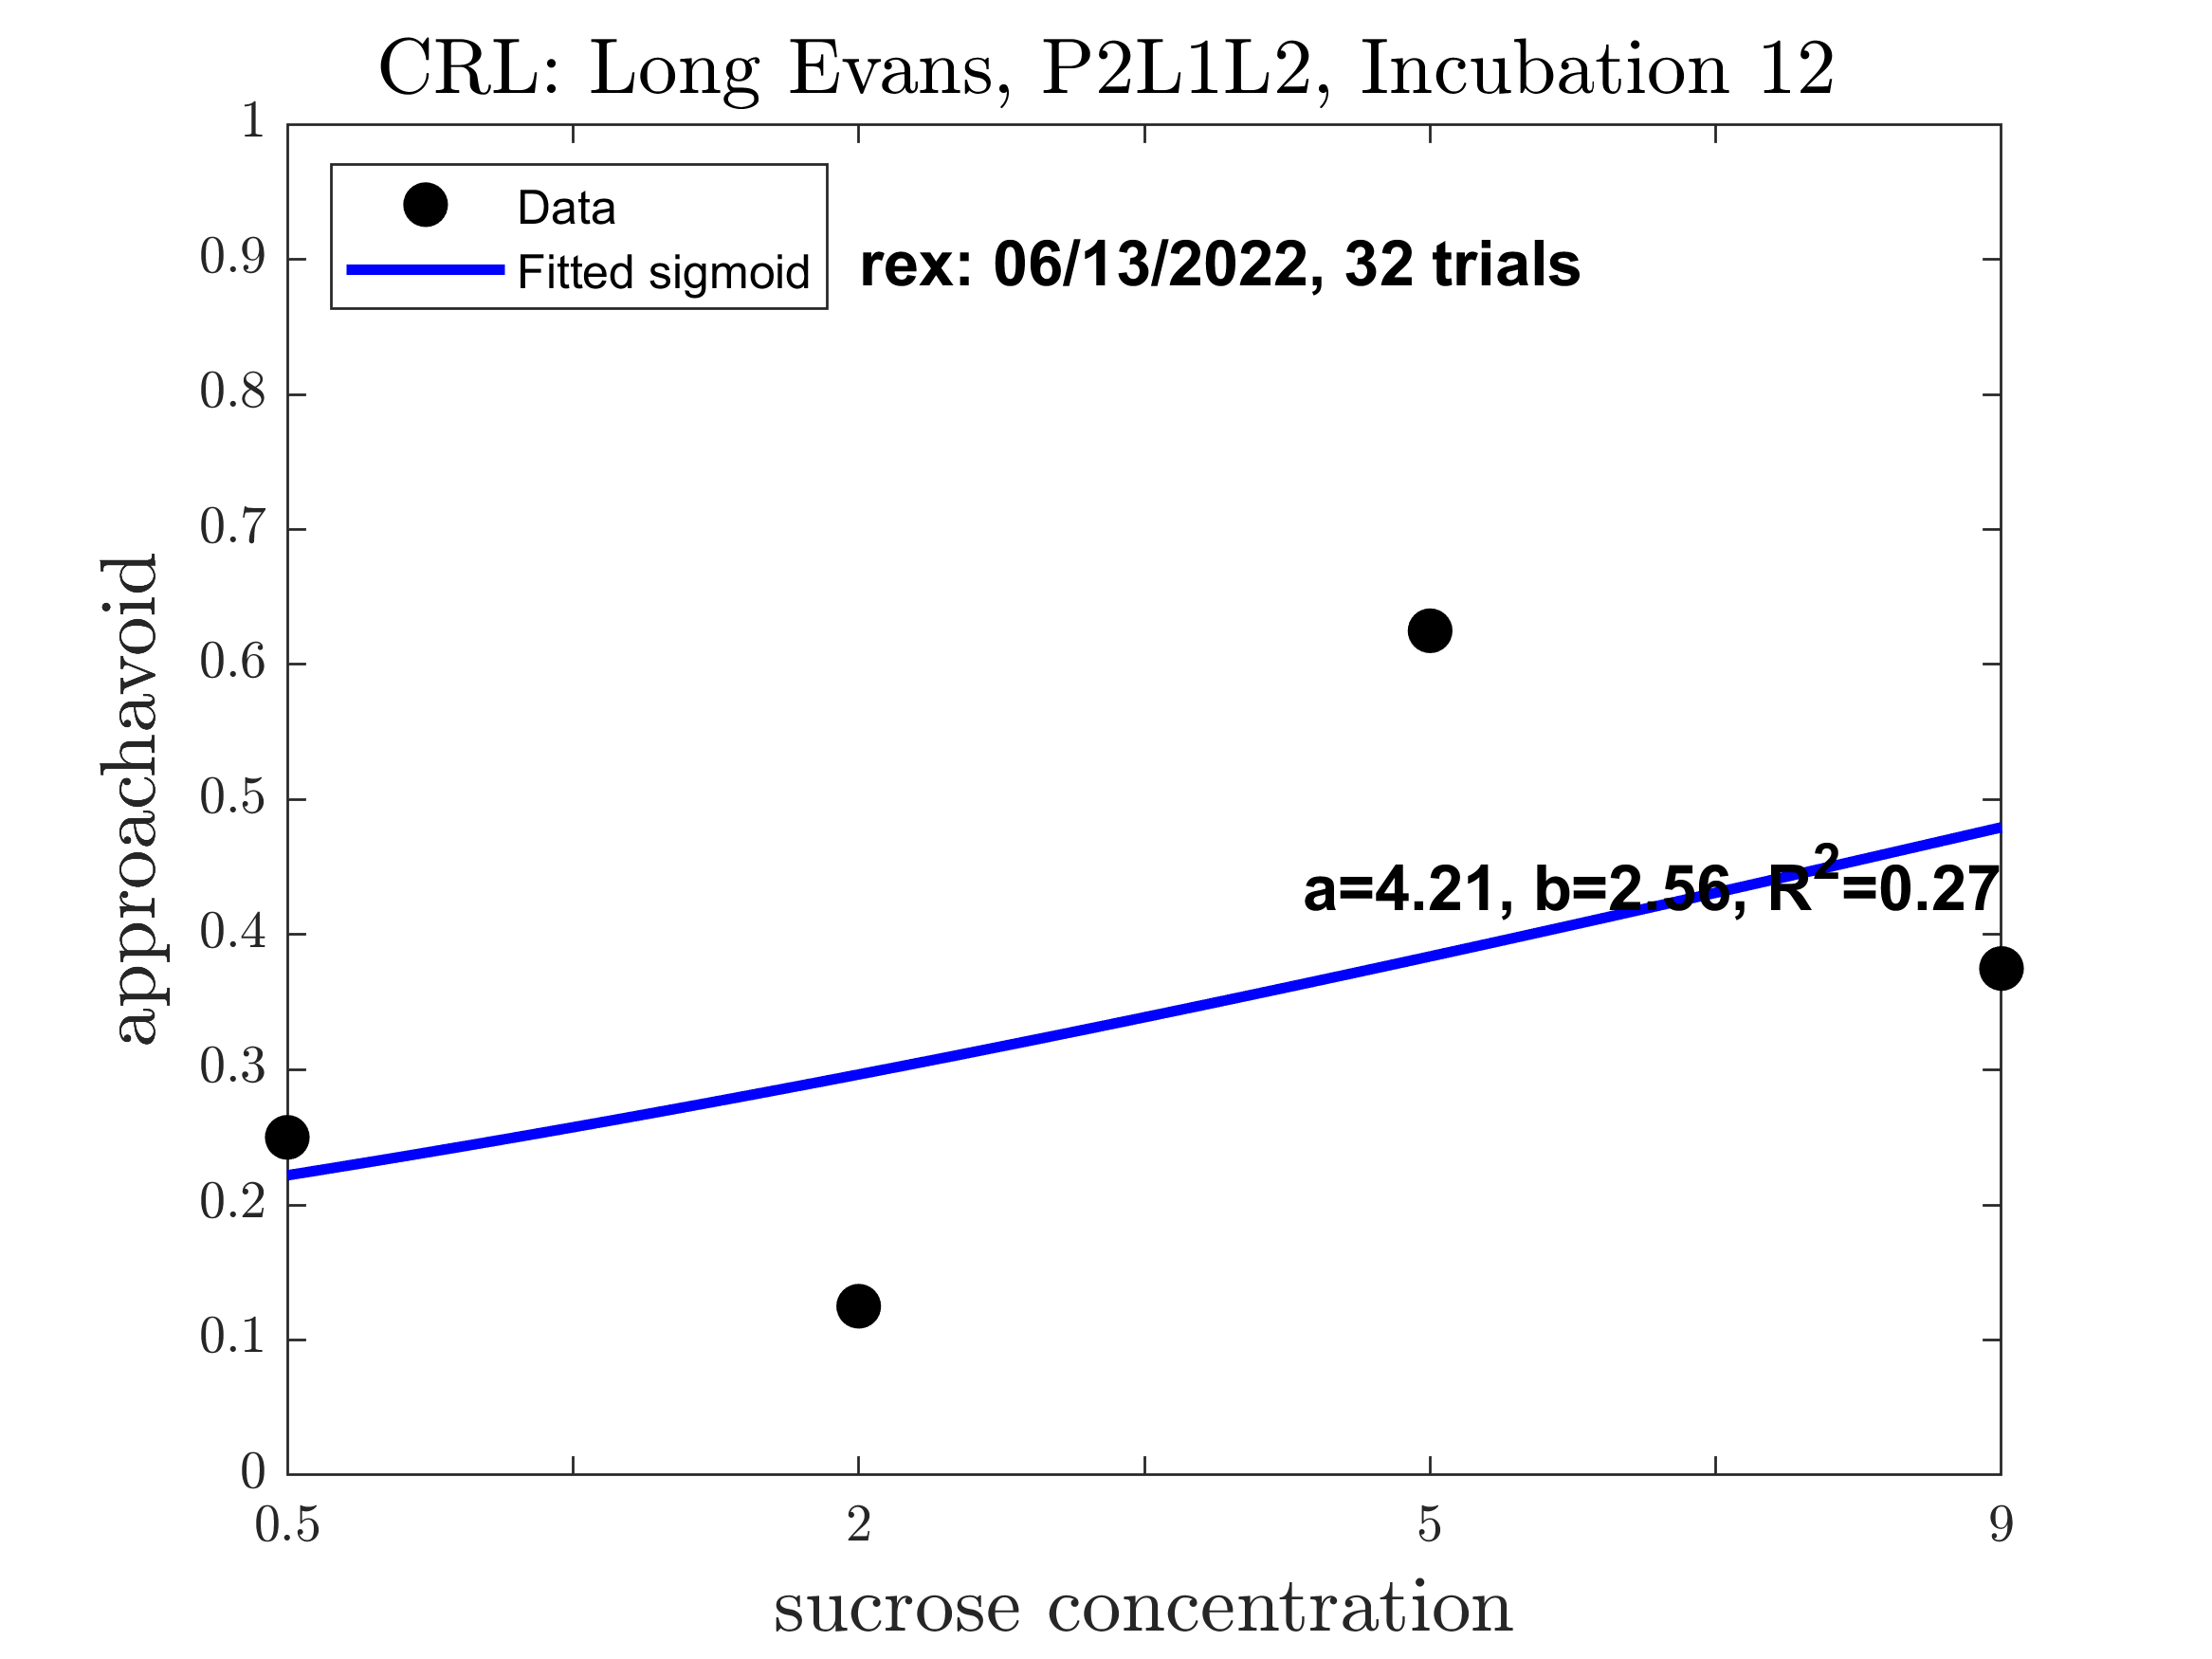 CRL: Long Evans, P2L1L2, Incubation 12
1
0.9
0.8
0.7
0.6
0.5
0.4
0.3
0.2
0.1
0
approachavoid
Data
Fitted sigmoid
rex: 06/13/2022, 32 trials
a=4.21, b=2.56, R²=0.27
0.5 2 5 9
sucrose concentration